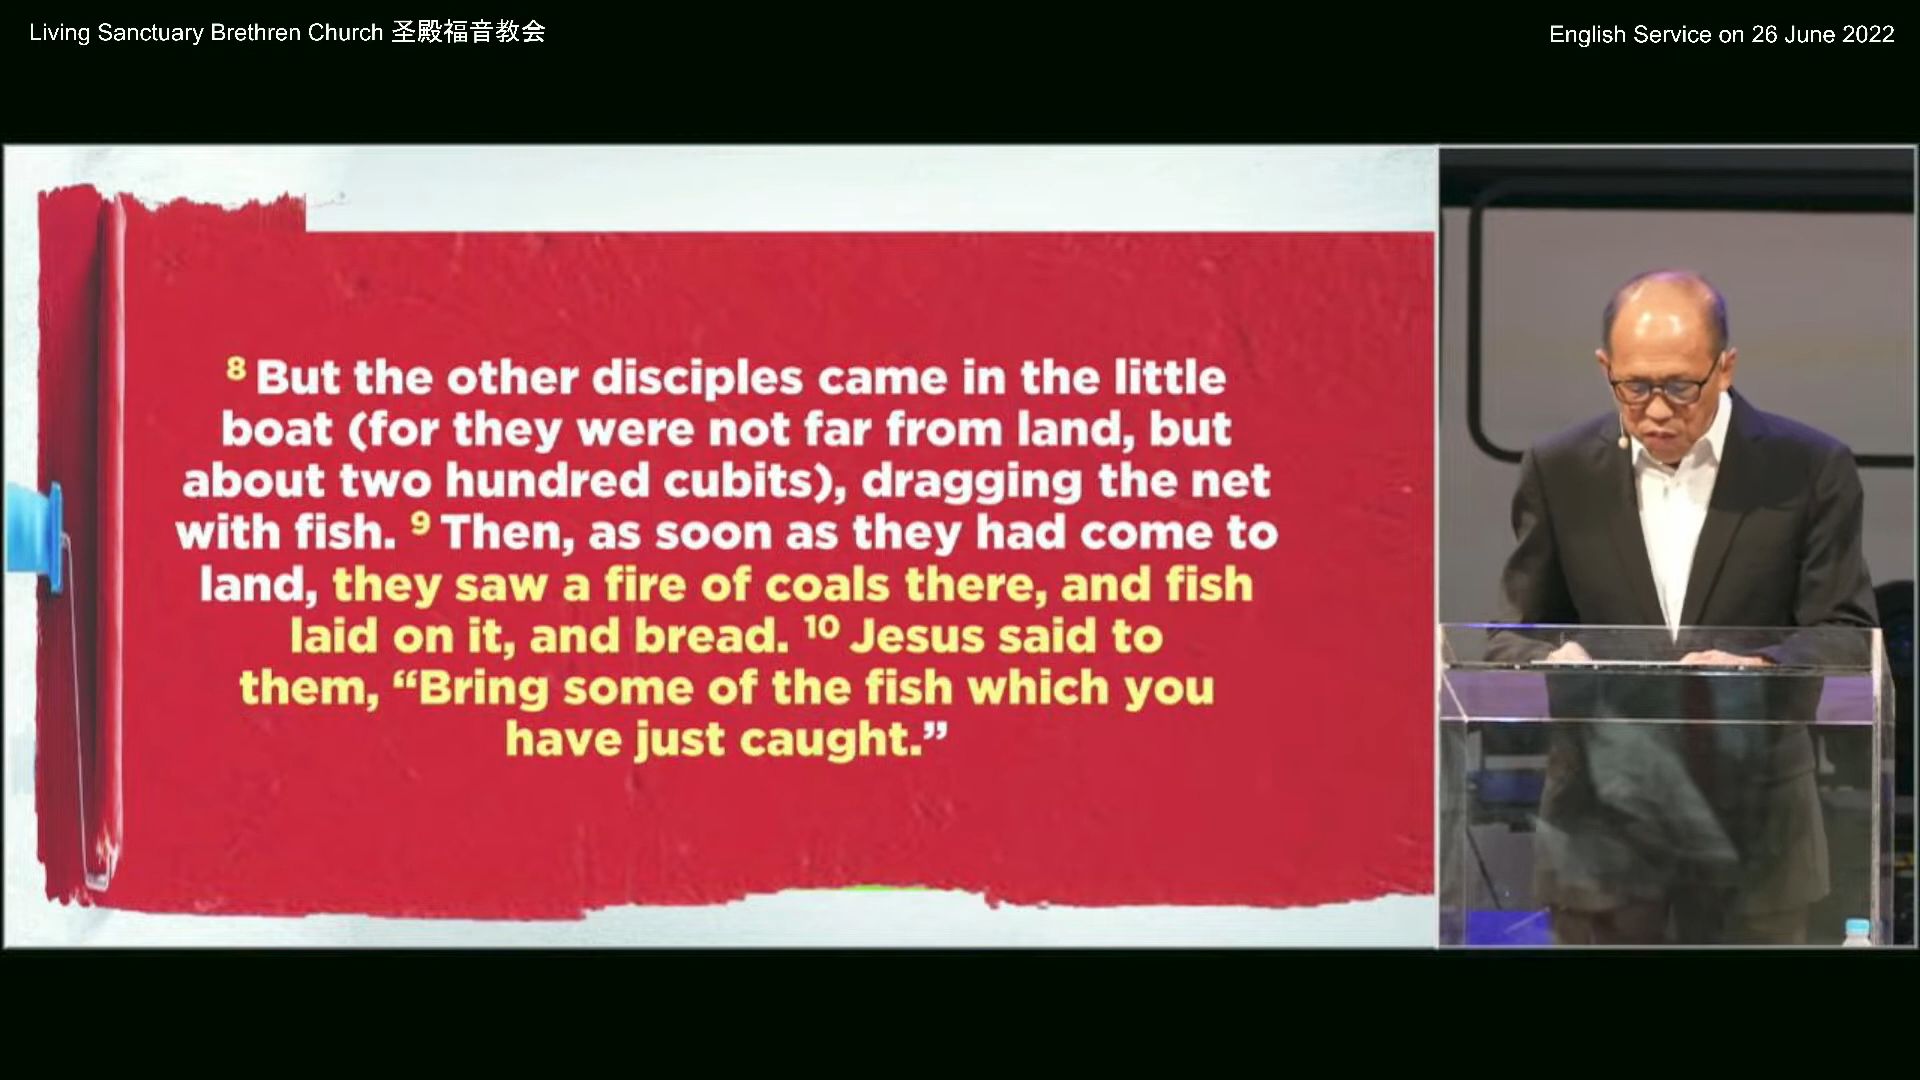 Living Sanctuary Brethren Church 圣殿福音教会
English Service on 26 June 2022
8 But the other disciples came in the little
boat (for they were not far from land, but
about two hundred cubits), dragging the net
with fish. 9 Then, as soon as they had come to
land, they saw a fire of coals there, and fish
laid on it, and bread. 10 Jesus said to
them, “Bring some of the fish which you
have just caught.”